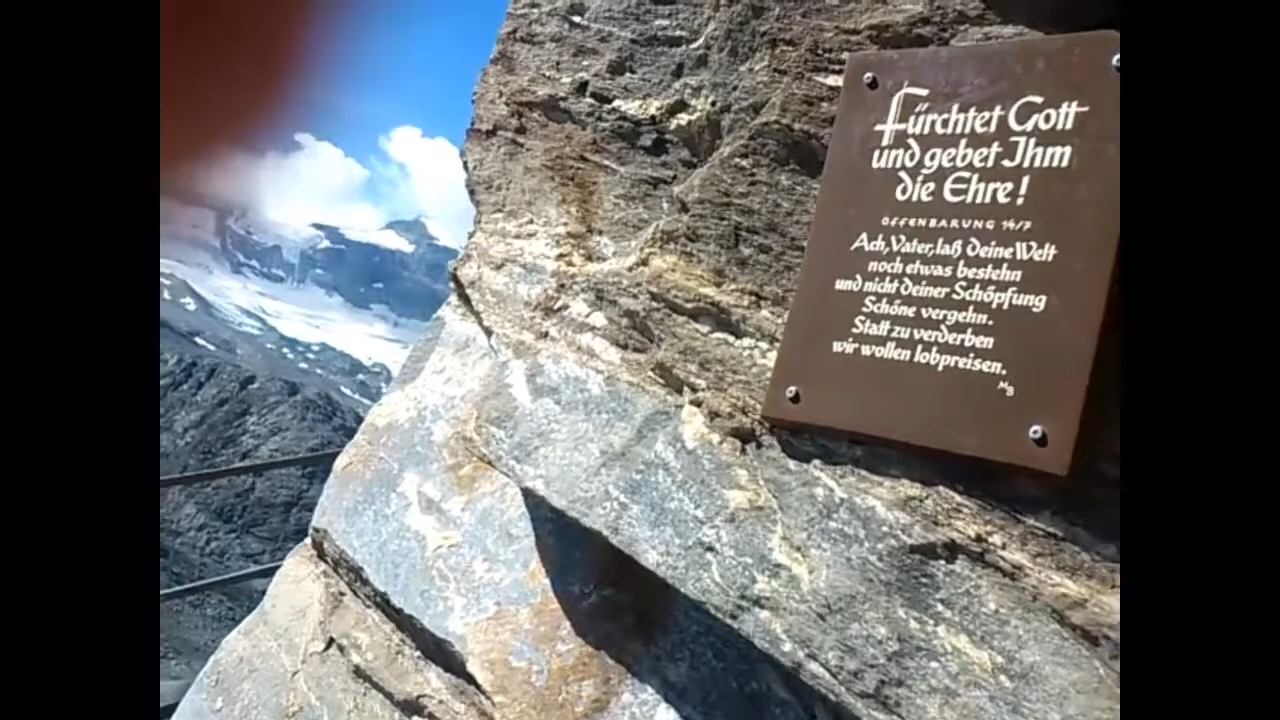 Fürchtet Gott
und gebet Ihm
die Ehre!
OFFENBARUNG 14/7
Ach, Vater, laß deine Welt
noch etwas bestehn
und nicht deiner Schöpfung
Schöne vergehn.
Statt zu verderben
wir wollen lobpreisen.
MB